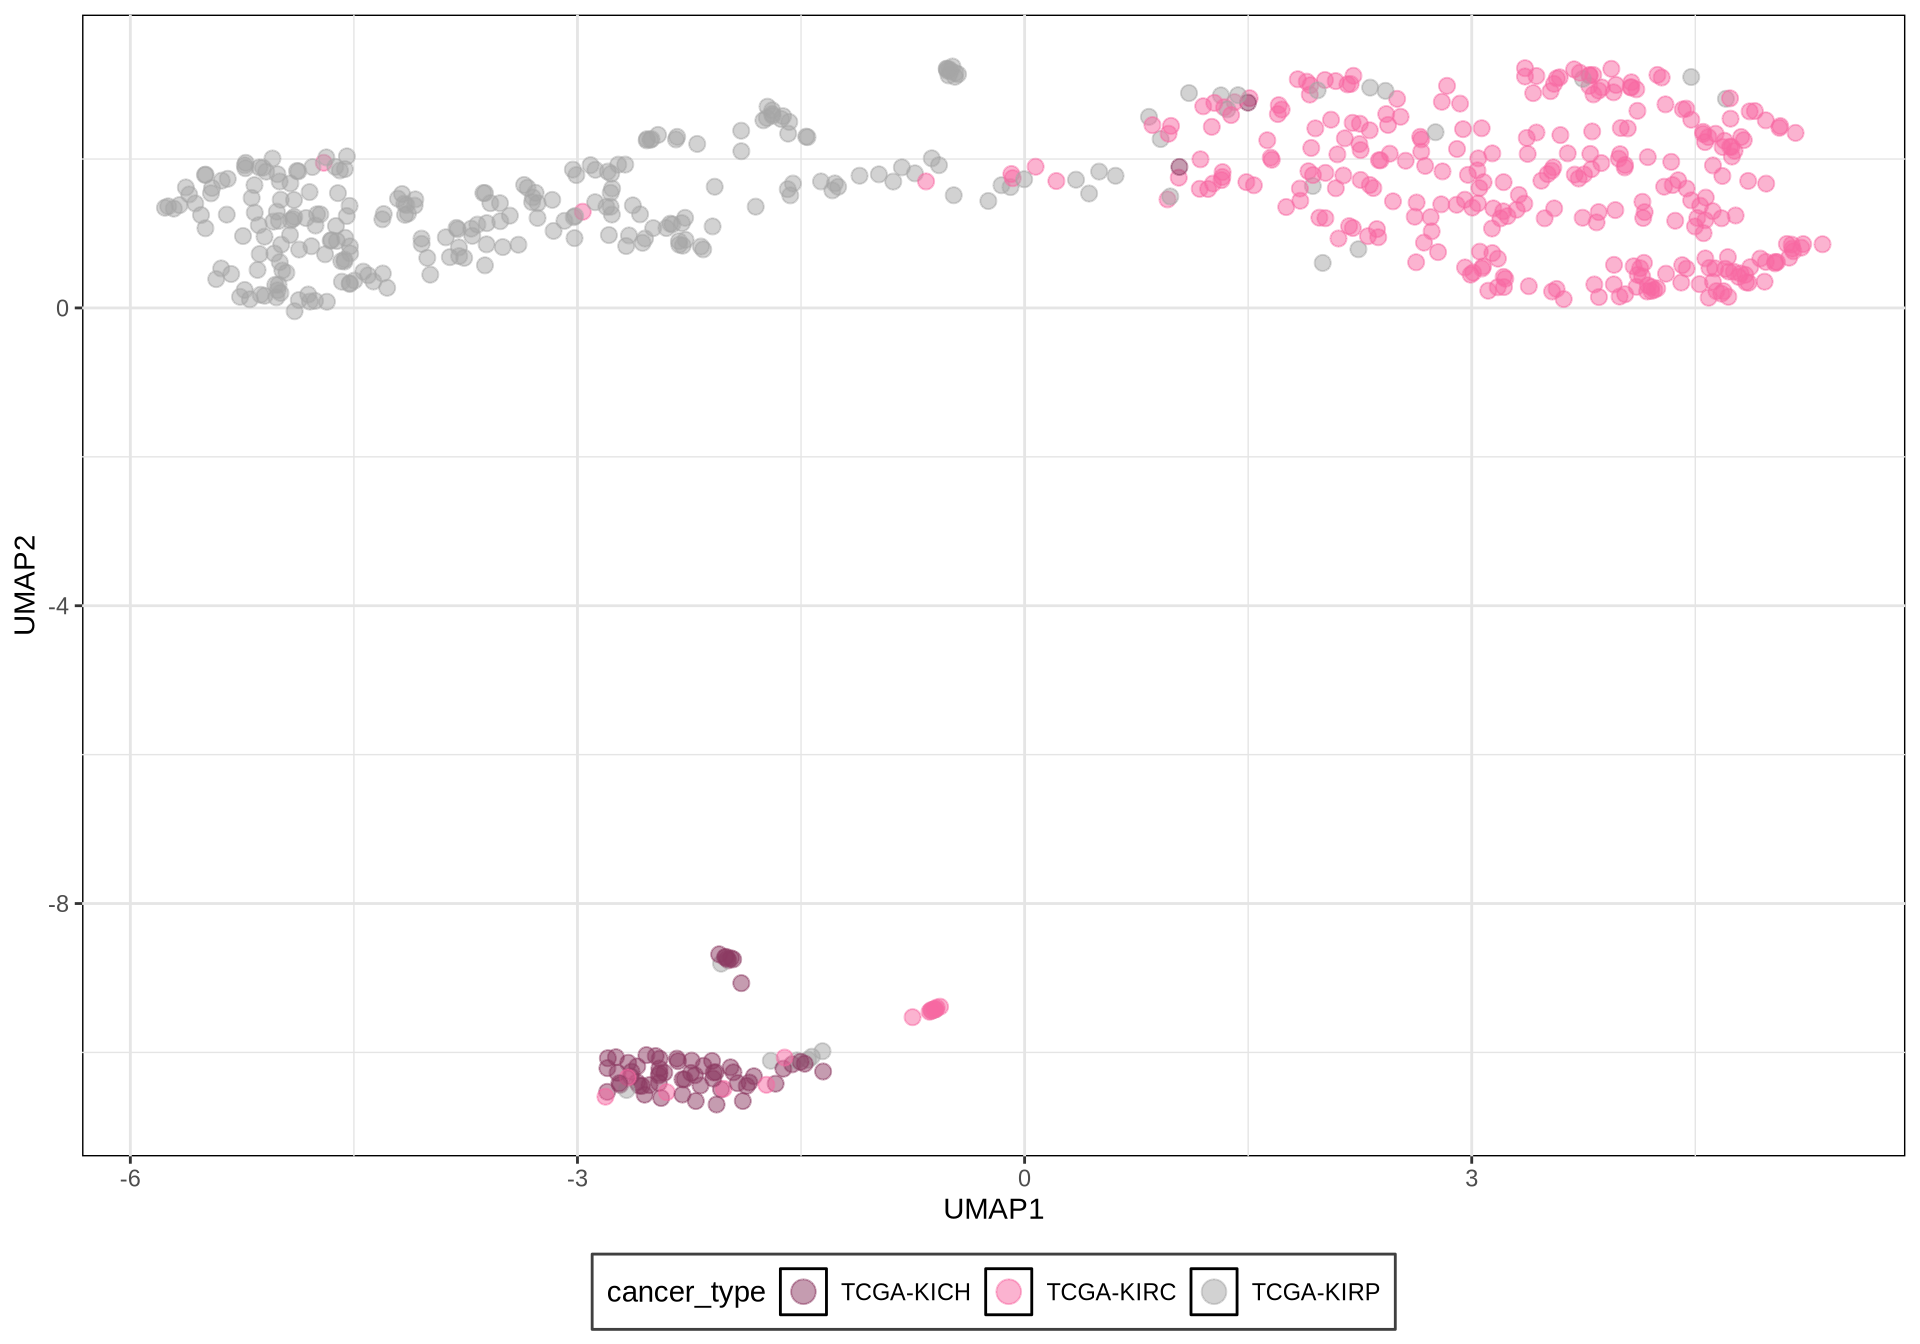 UMAP2
0
-4
-8
-6 -3 0 3
UMAP1
cancer_type TCGA-KICH TCGA-KIRC TCGA-KIRP